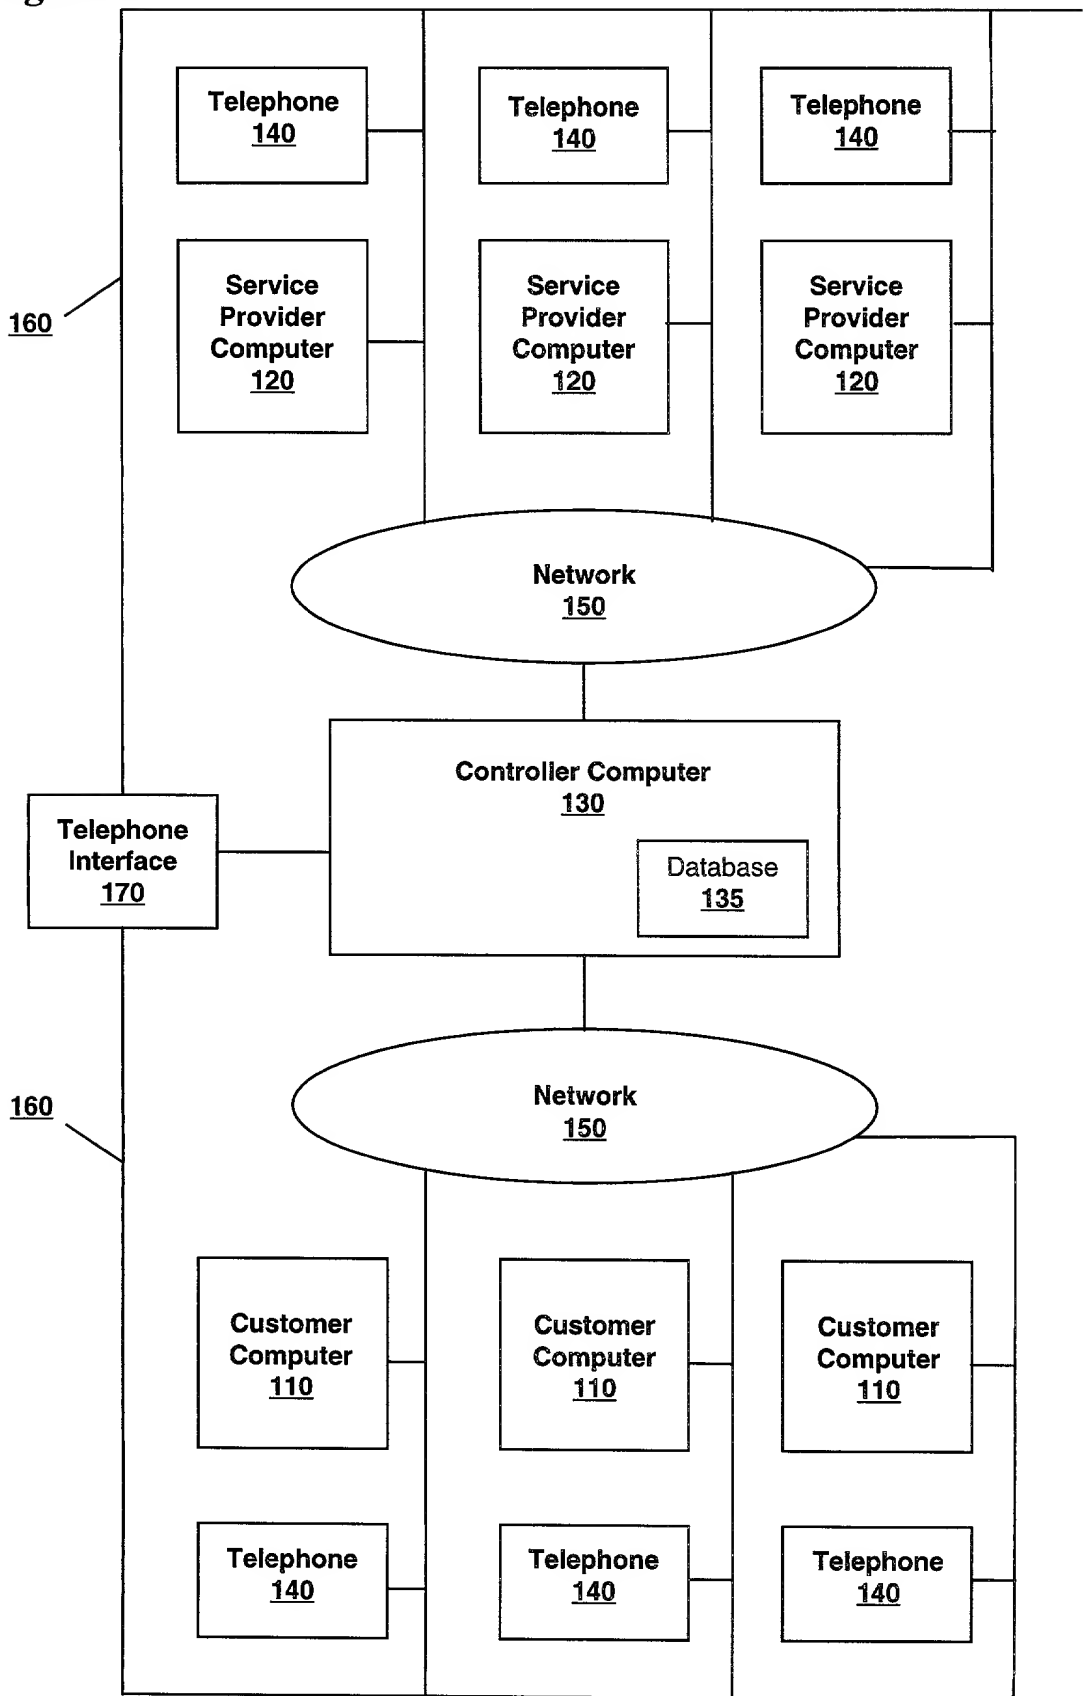 Telephone
140
Telephone
140
Telephone
140
Service
Provider
Computer
120
Service
Provider
Computer
120
Service
Provider
Computer
120
160
Network
150
Controller Computer
130
Telephone
Interface
170
Database
135
160
Network
150
Customer
Computer
110
Customer
Computer
110
Customer
Computer
110
Telephone
140
Telephone
140
Telephone
140